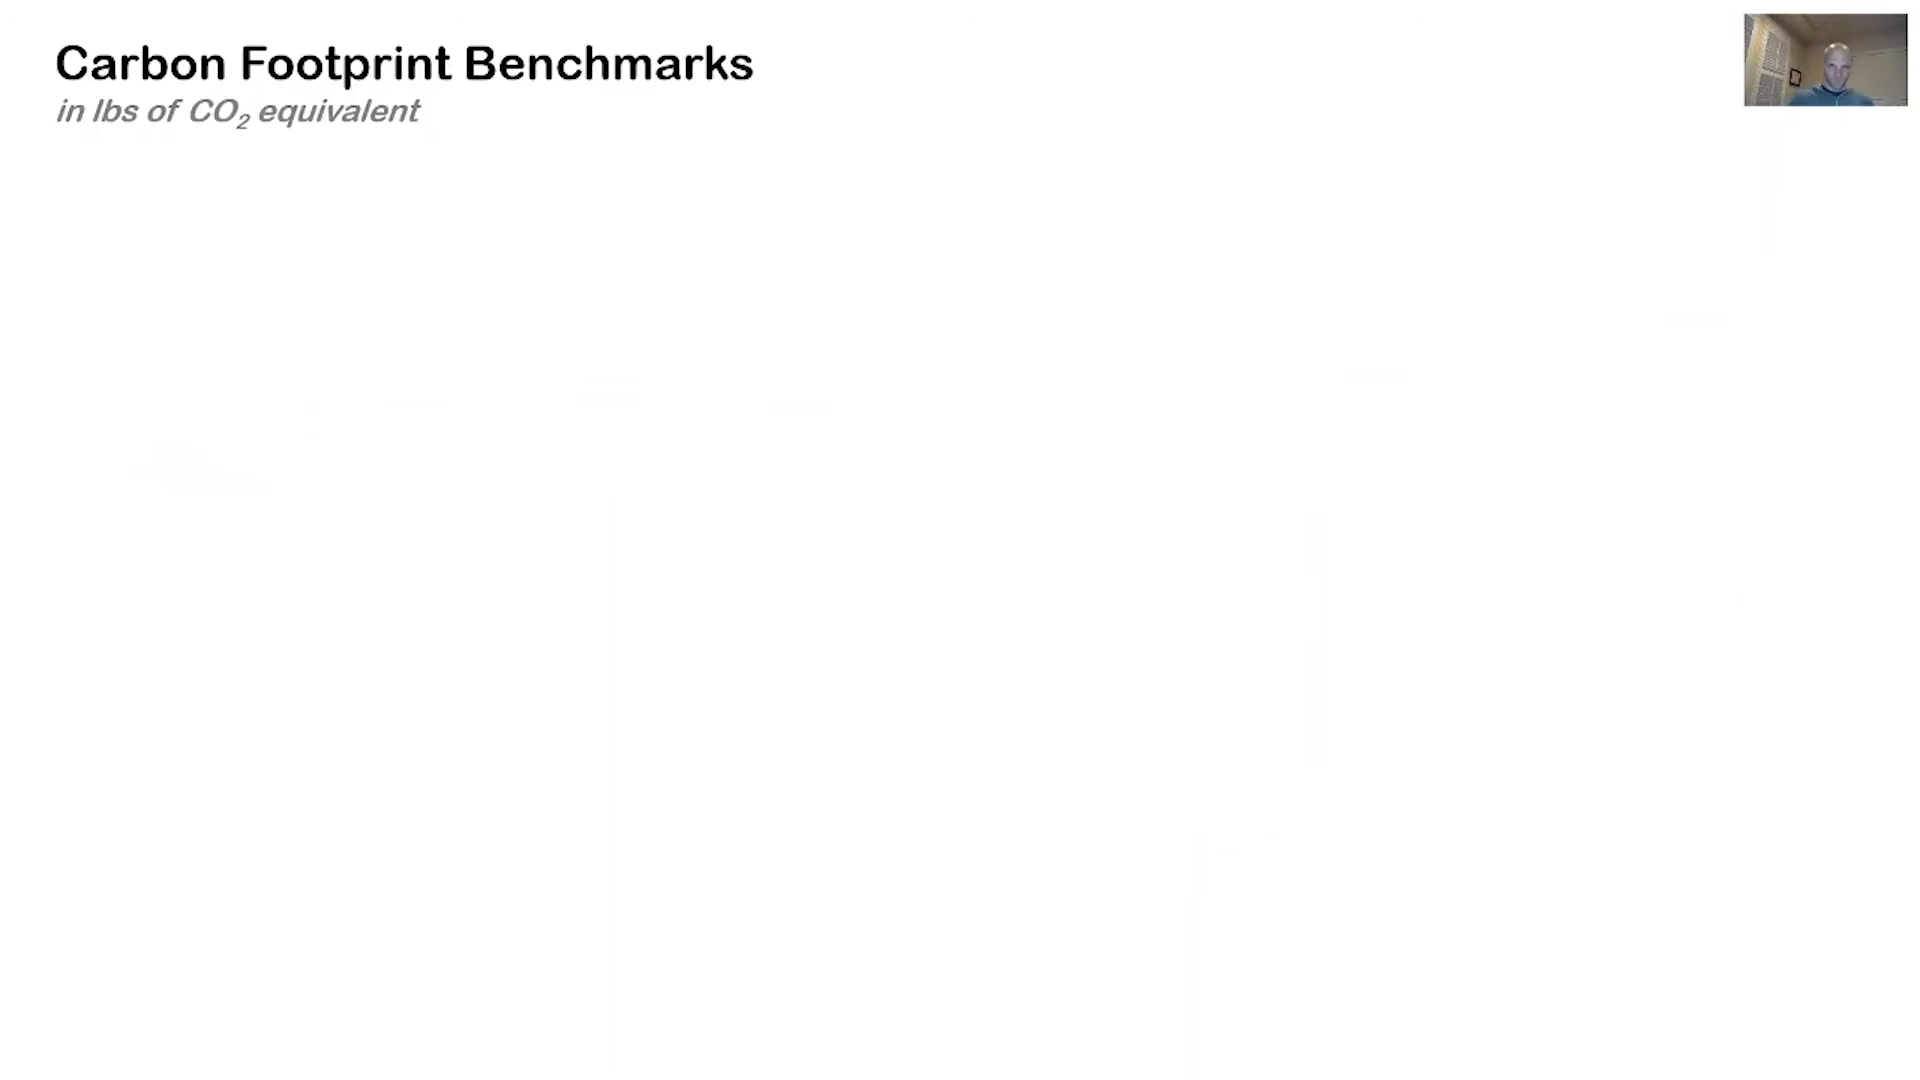 Carbon Footprint Benchmarks
in lbs of CO₂ equivalent